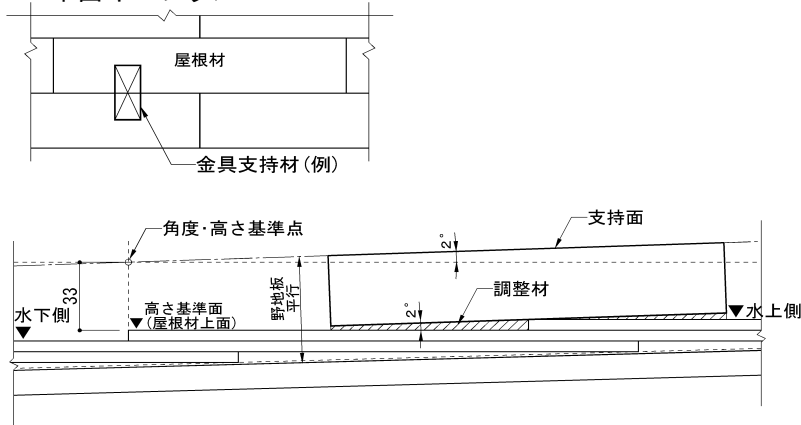 屋根材
金具支持材(例)
角度・高さ基準点
支持面
2°
33
野地板
平行
2°
調整材
水下側
高さ基準面
(屋根材上面)
水上側